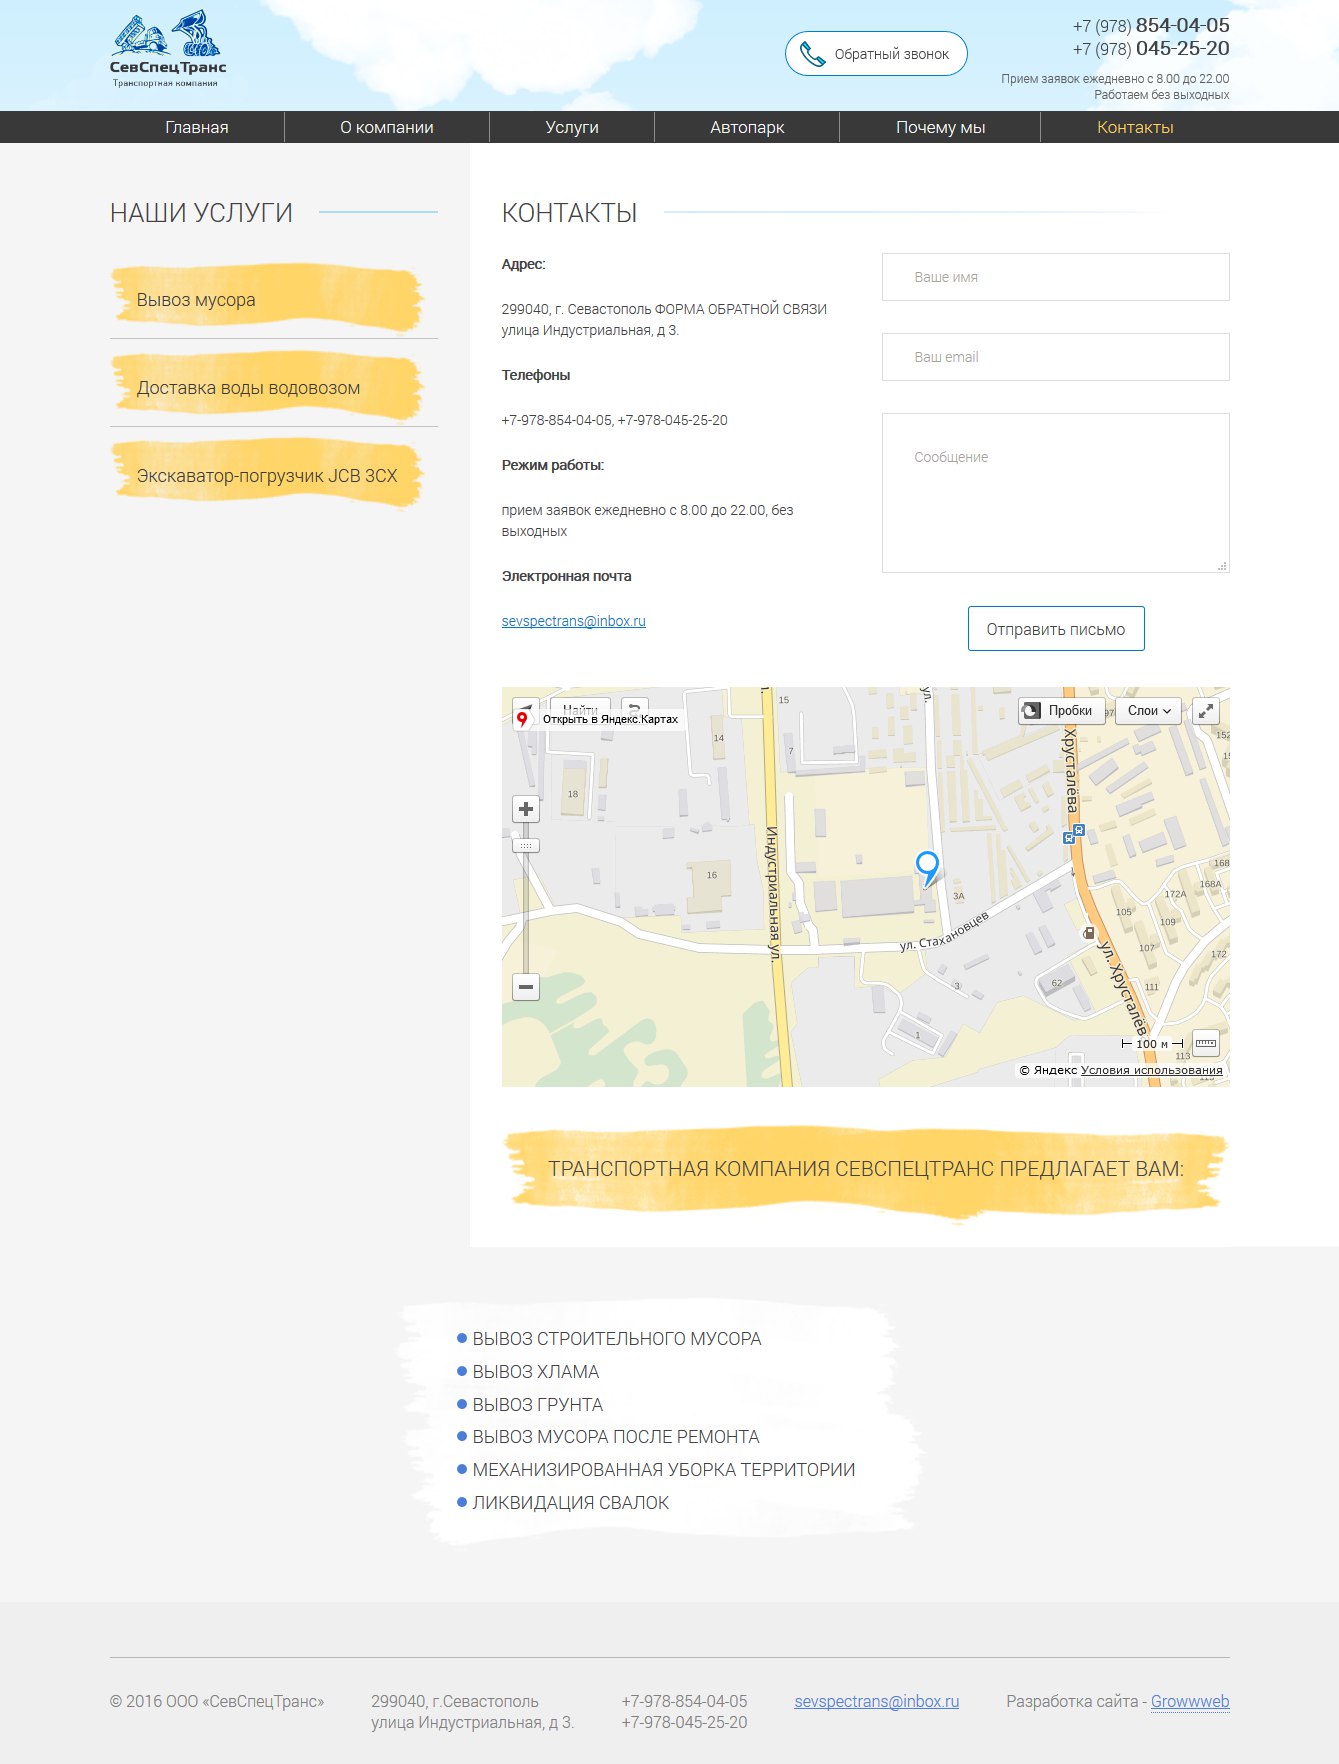 СевСпецТранс
Транспортная компания
Обратный звонок
+7 (978) 854-04-05
+7 (978) 045-25-20
Прием заявок ежедневно с 8.00 до 22.00
Работаем без выходных
Главная
О компании
Услуги
Автопарк
Почему мы
Контакты
НАШИ УСЛУГИ
Вывоз мусора
Доставка воды водовозом
Экскаватор-погрузчик JCB 3CX
КОНТАКТЫ
Адрес:
299040, г. Севастополь ФОРМА ОБРАТНОЙ СВЯЗИ
улица Индустриальная, д 3.
Телефоны
+7-978-854-04-05, +7-978-045-25-20
Режим работы:
прием заявок ежедневно с 8.00 до 22.00, без
выходных
Электронная почта
sevspectrans@inbox.ru
Ваше имя
Ваш email
Сообщение
Отправить письмо
Найти
Открыть в Яндекс.Картах
Пробки
Слои
15
14
7
18
16
Индустриальная ул.
ул.
Хрусталёва
152
15
168
168А
172А
3А
105
109
ул. Стахановцев
107
172
ул. Хрусталёв
62
3
111
1
113
100 м
© Яндекс Условия использования
ТРАНСПОРТНАЯ КОМПАНИЯ СЕВСПЕЦТРАНС ПРЕДЛАГАЕТ ВАМ:
ВЫВОЗ СТРОИТЕЛЬНОГО МУСОРА
ВЫВОЗ ХЛАМА
ВЫВОЗ ГРУНТА
ВЫВОЗ МУСОРА ПОСЛЕ РЕМОНТА
МЕХАНИЗИРОВАННАЯ УБОРКА ТЕРРИТОРИИ
ЛИКВИДАЦИЯ СВАЛОК
© 2016 ООО «СевСпецТранс»
299040, г.Севастополь
улица Индустриальная, д 3.
+7-978-854-04-05
+7-978-045-25-20
sevspectrans@inbox.ru
Разработка сайта - Growwweb